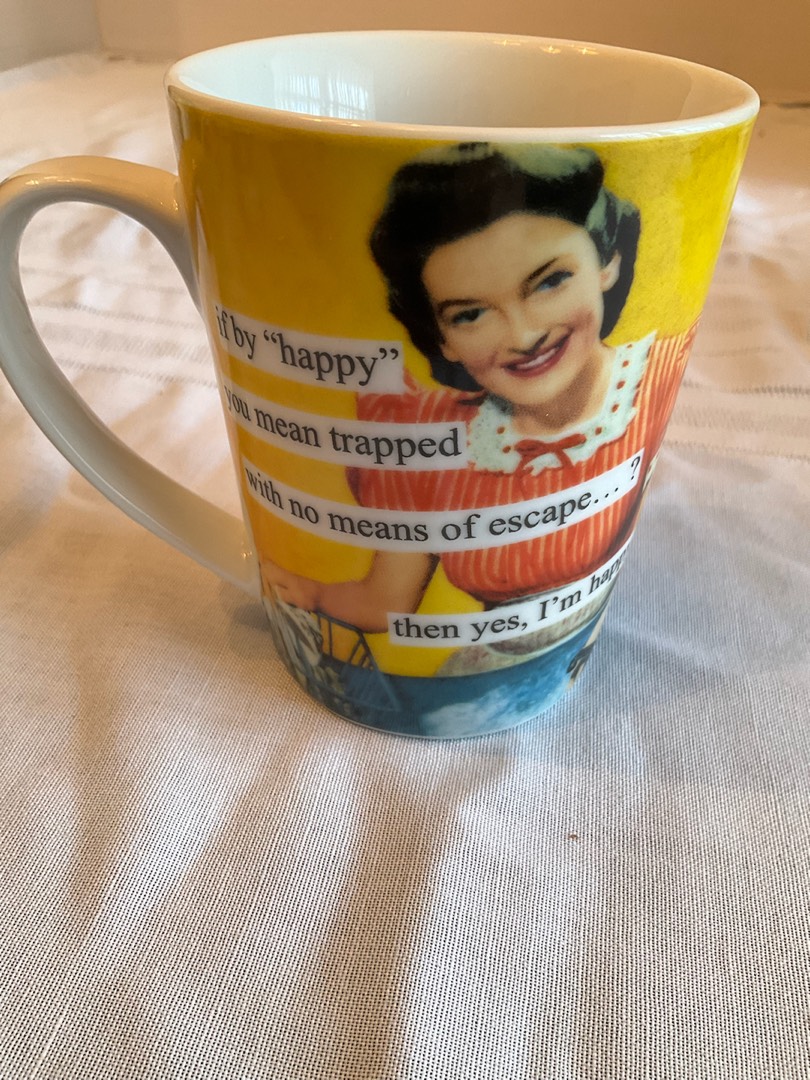 if by “happy”
you mean trapped
with no means of escape... ?
then yes, I’m